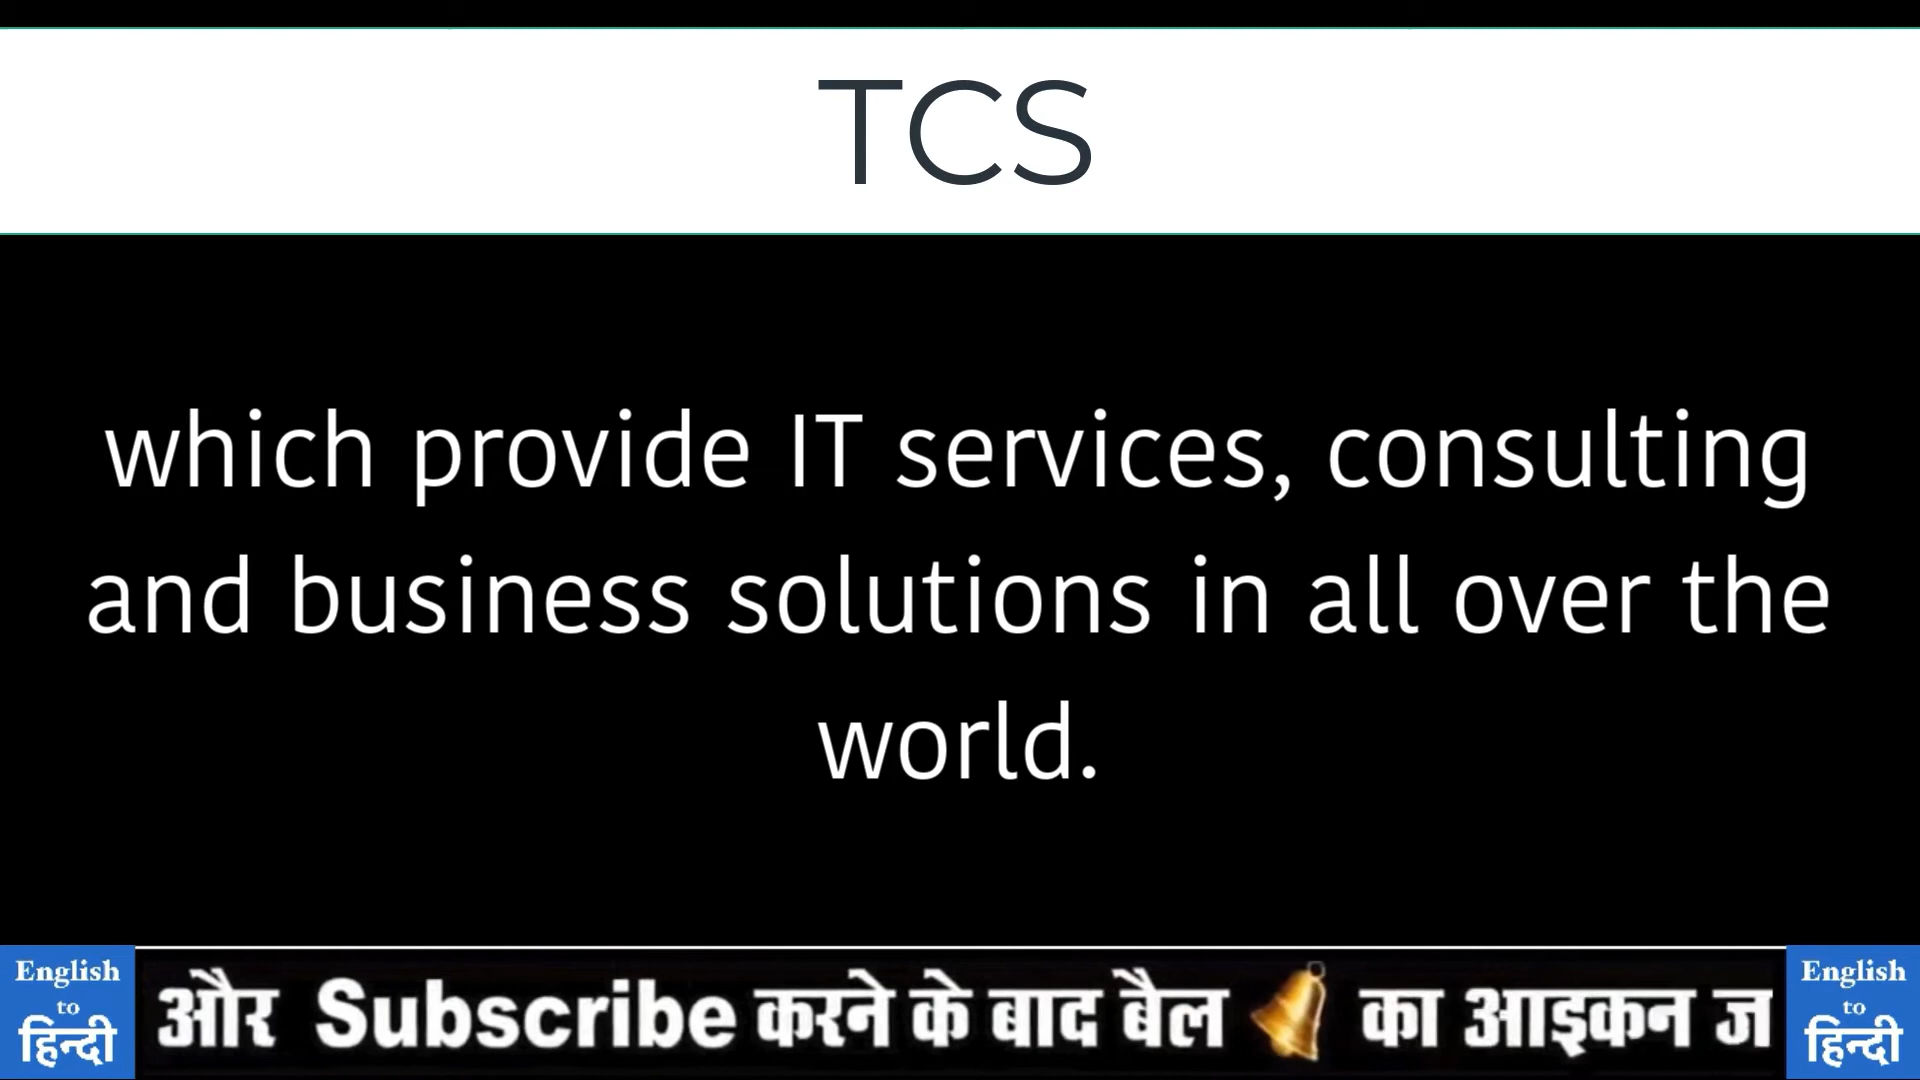 TCS
which provide IT services, consulting
and business solutions in all over the
world.
English
to
हिन्दी
और Subscribe करने के बाद बैल का आइकन ज
English
to
हिन्दी